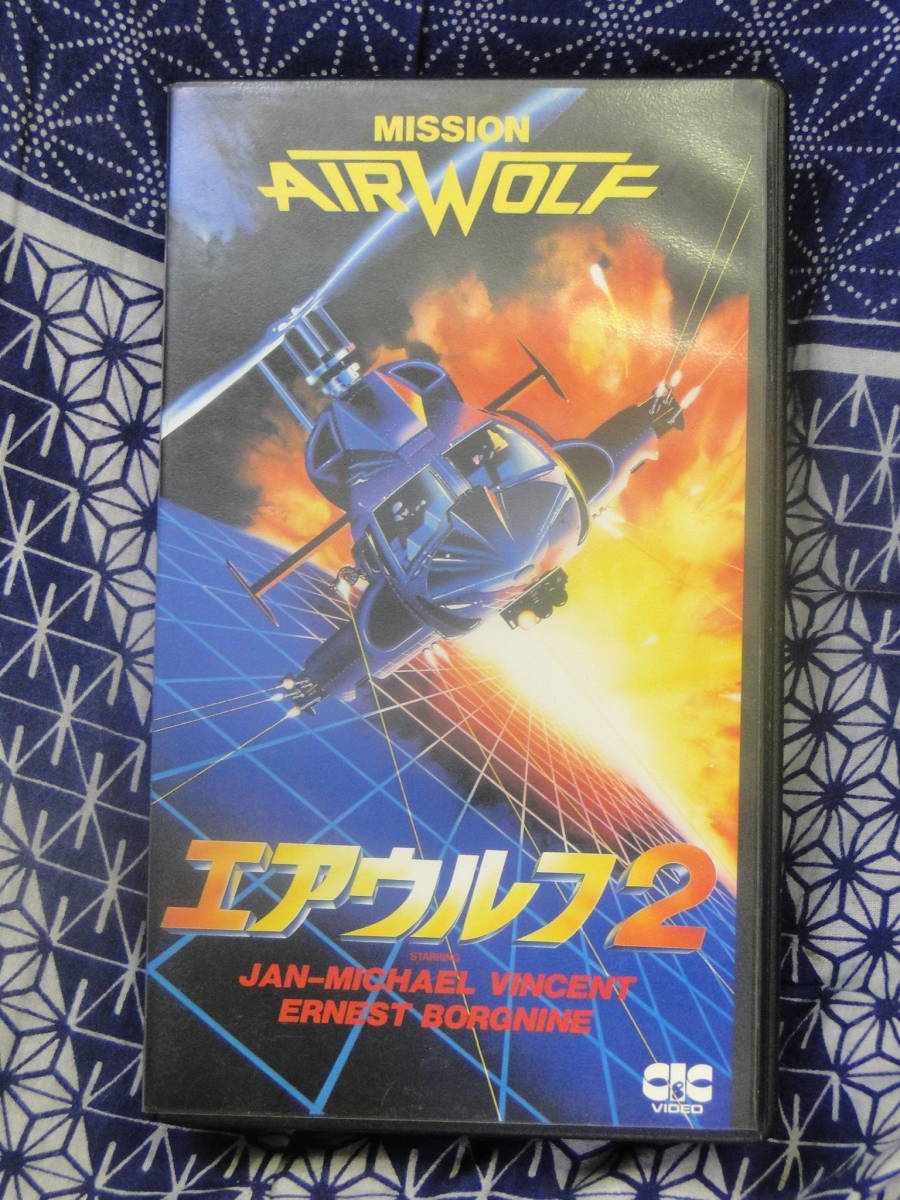 MISSION
AIRWOLF
エアウルフ2
STARRING
JAN-MICHAEL VINCENT
ERNEST BORGNINE
CIC
VIDEO